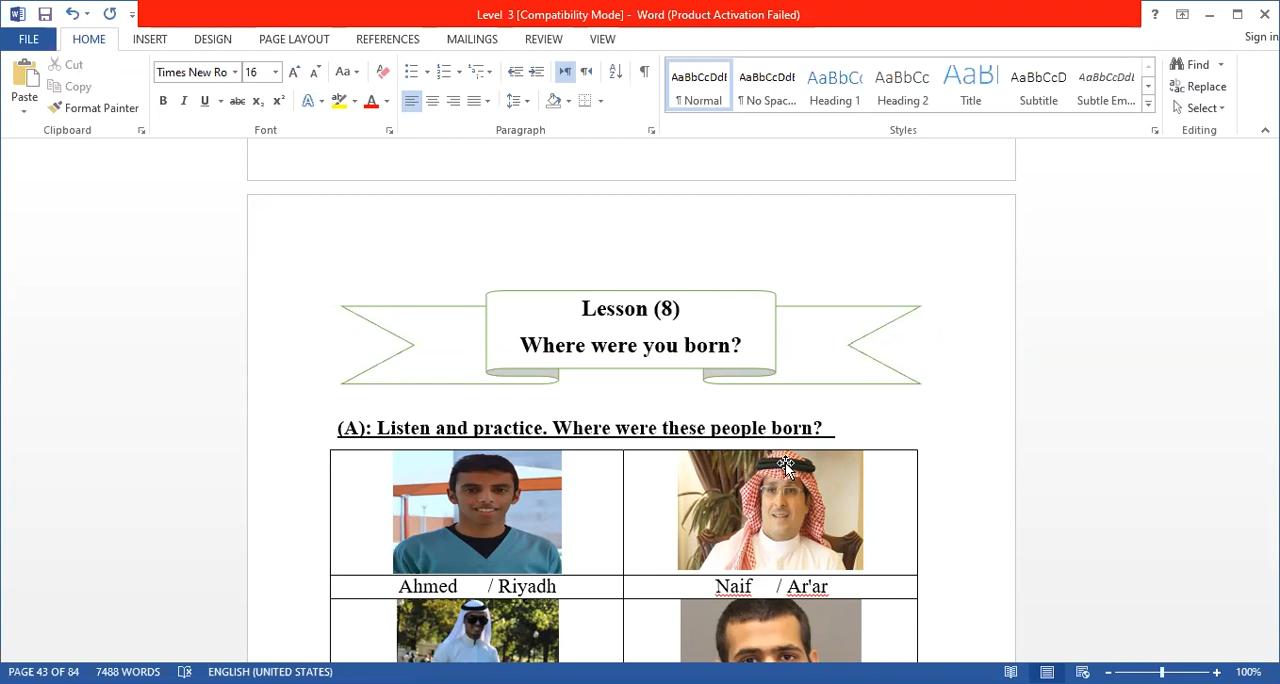 Level 3 [Compatibility Mode] - Word (Product Activation Failed)
FILE HOME INSERT DESIGN PAGE LAYOUT REFERENCES MAILINGS REVIEW VIEW Sign in
Paste
Cut
Copy
Format Painter
Clipboard
Times New Ro 16
Font
Paragraph
AaBbCcDdI AaBbCcDdI AaBbCc AaBbCc AaBl AaBbCcD AaBbCcDdI
¶ Normal ¶ No Spac... Heading 1 Heading 2 Title Subtitle Subtle Em...
Styles
Find
Replace
Select
Editing
Lesson (8)
Where were you born?
(A): Listen and practice. Where were these people born?
Ahmed / Riyadh
Naif / Ar'ar
PAGE 43 OF 84 7488 WORDS ENGLISH (UNITED STATES) 100%